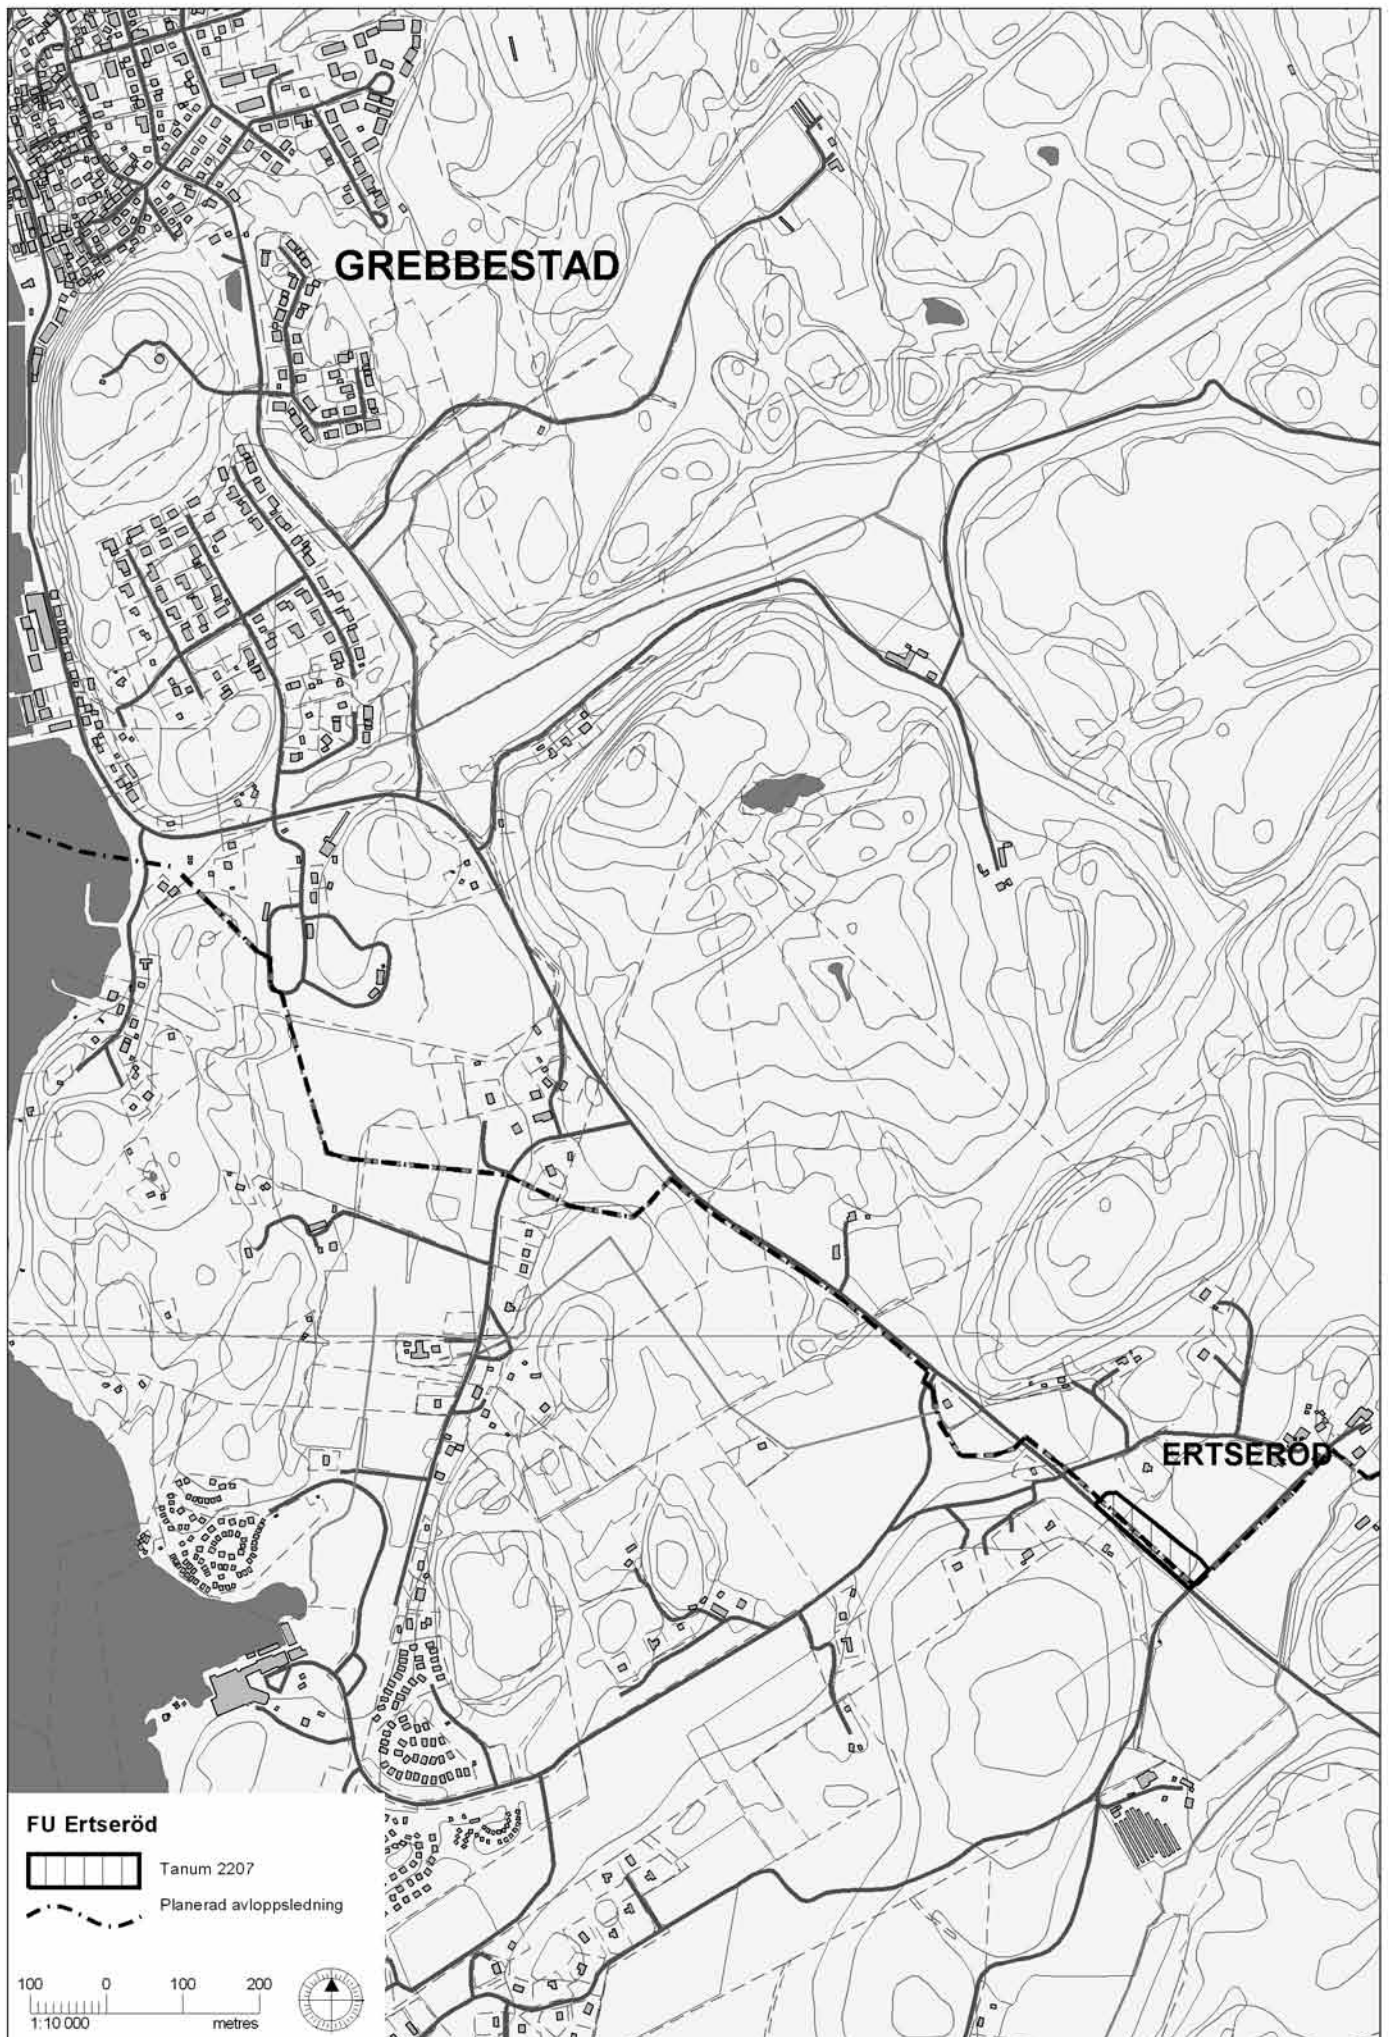 GREBBESTAD
ERTSERÖD
FU Ertseröd
Tanum 2207
Planerad avloppsledning
100 0 100 200
1:10 000 metres